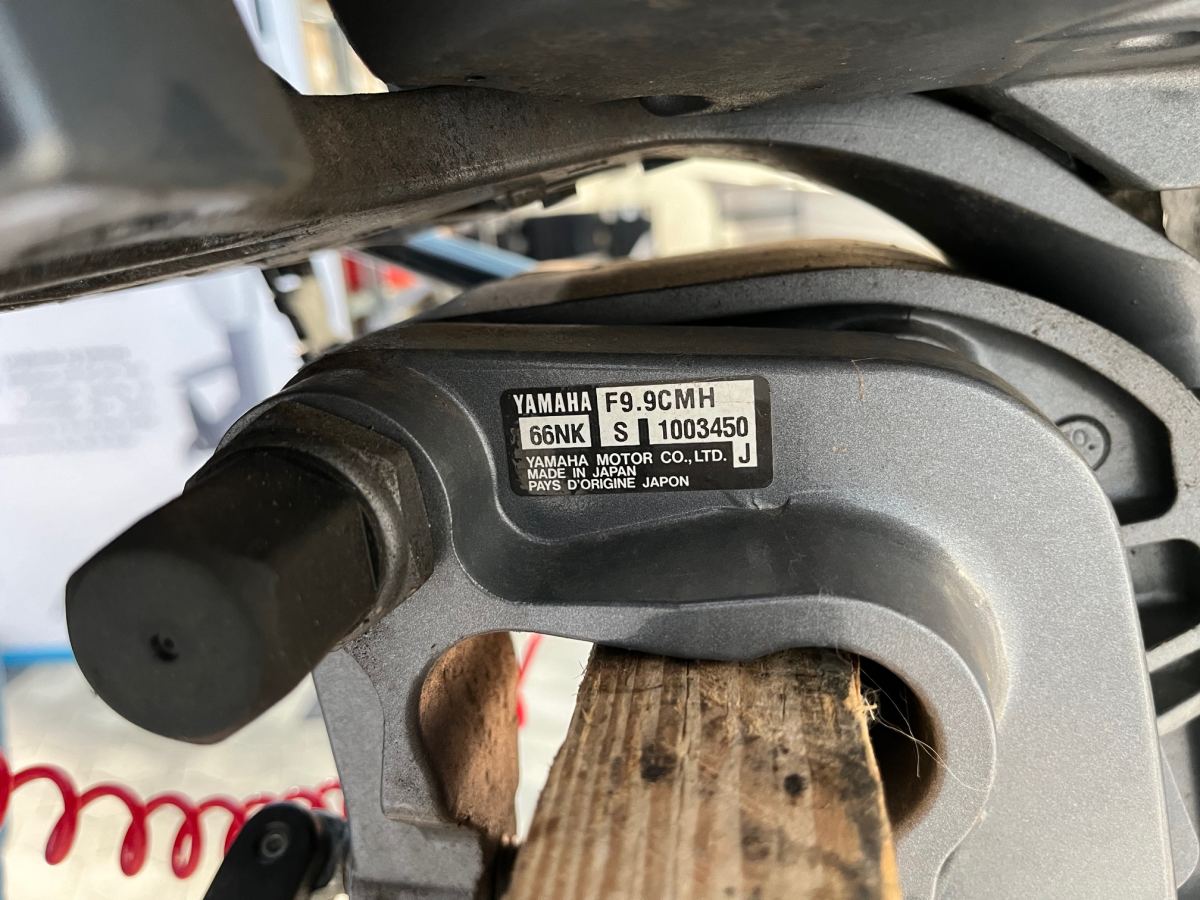 YAMAHA F9.9CMH
66NK S 1003450
YAMAHA MOTOR CO.,LTD. J
MADE IN JAPAN
PAYS D'ORIGINE JAPON